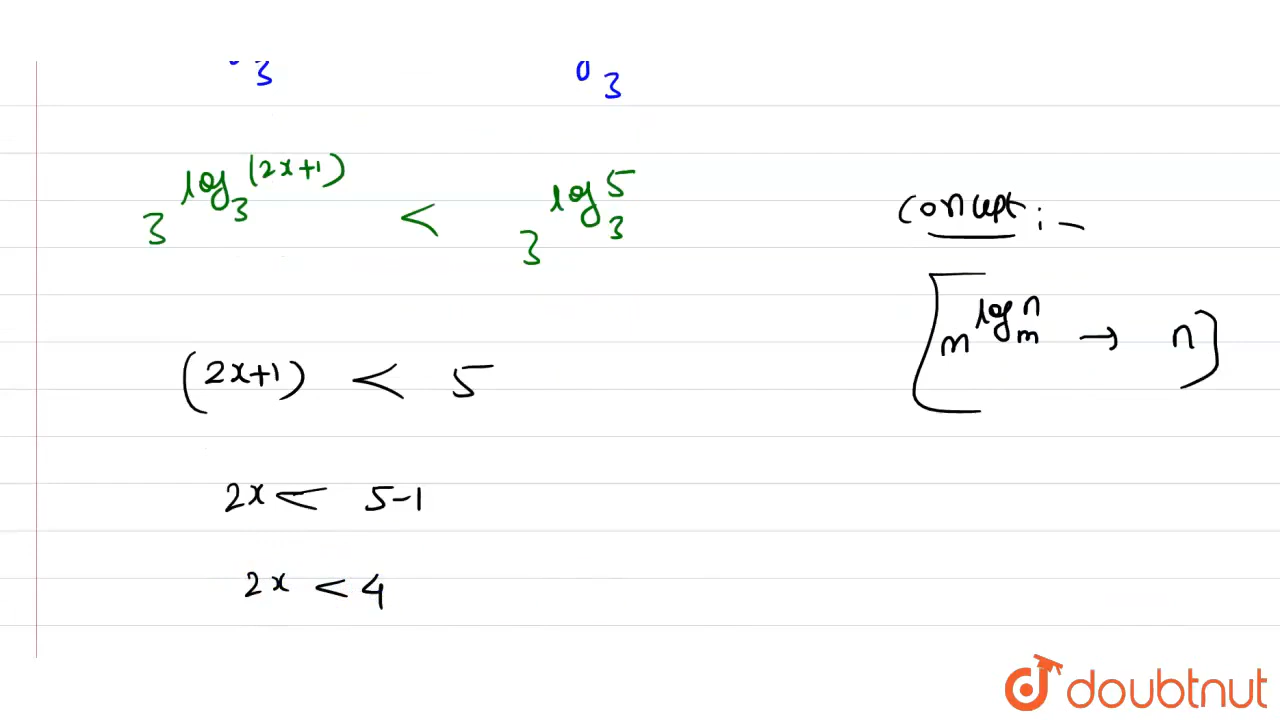 3 3
3^log_3 (2x+1) < 3^log_3 5
(2x+1) < 5
2x < 5-1
2x < 4
Concept :-
[m^log_m n → n]
doubtnut